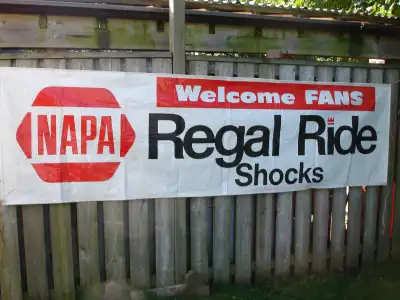 NAPA
Welcome FANS
Regal Ride
Shocks